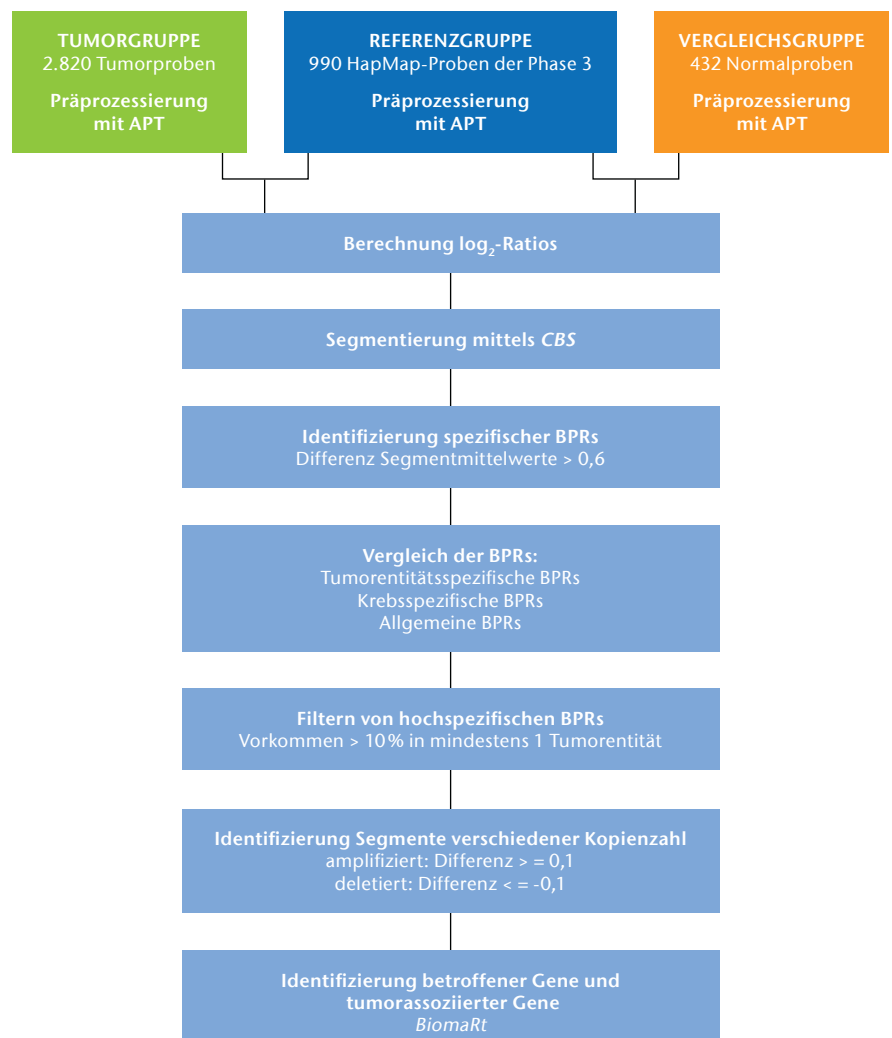 TUMORGRUPPE
2.820 Tumorproben
Präprozessierung
mit APT
REFERENZGRUPPE
990 HapMap-Proben der Phase 3
Präprozessierung
mit APT
VERGLEICHSGRUPPE
432 Normalproben
Präprozessierung
mit APT
Berechnung log₂-Ratios
Segmentierung mittels CBS
Identifizierung spezifischer BPRs
Differenz Segmentmittelwerte > 0,6
Vergleich der BPRs:
Tumorentitätsspezifische BPRs
Krebsspezifische BPRs
Allgemeine BPRs
Filtern von hochspezifischen BPRs
Vorkommen > 10 % in mindestens 1 Tumorentität
Identifizierung Segmente verschiedener Kopienzahl
amplifiziert: Differenz > = 0,1
deletiert: Differenz < = -0,1
Identifizierung betroffener Gene und
tumorassoziierter Gene
BiomaRt